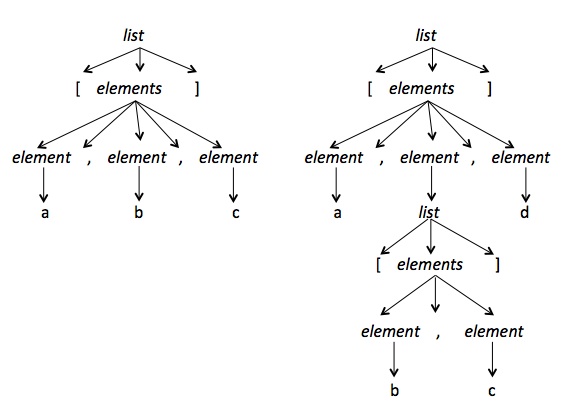 list list
[ elements ] [ elements ]
element , element , element element , element , element
a b c a list d
[ elements ]
element , element
b c